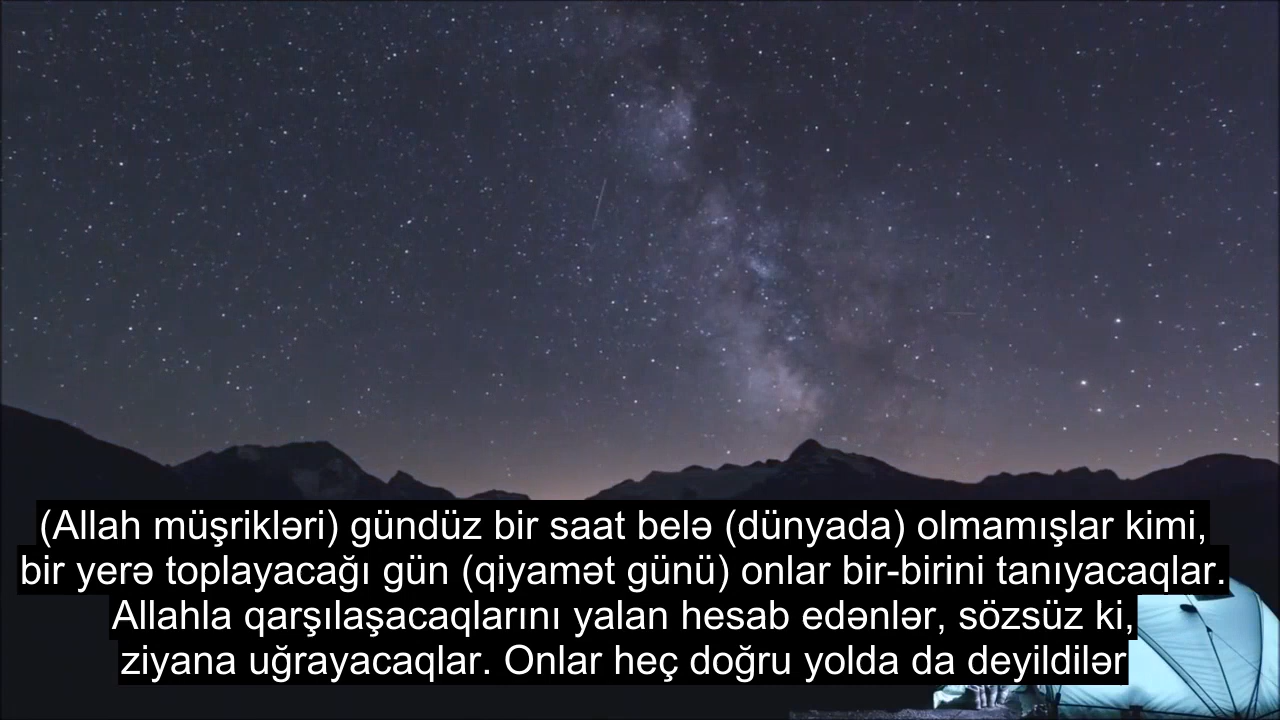 (Allah müşrikləri) gündüz bir saat belə (dünyada) olmamışlar kimi,
bir yerə toplayacağı gün (qiyamət günü) onlar bir-birini tanıyacaqlar.
Allahla qarşılaşacaqlarını yalan hesab edənlər, sözsüz ki,
ziyana uğrayacaqlar. Onlar heç doğru yolda da deyildilər